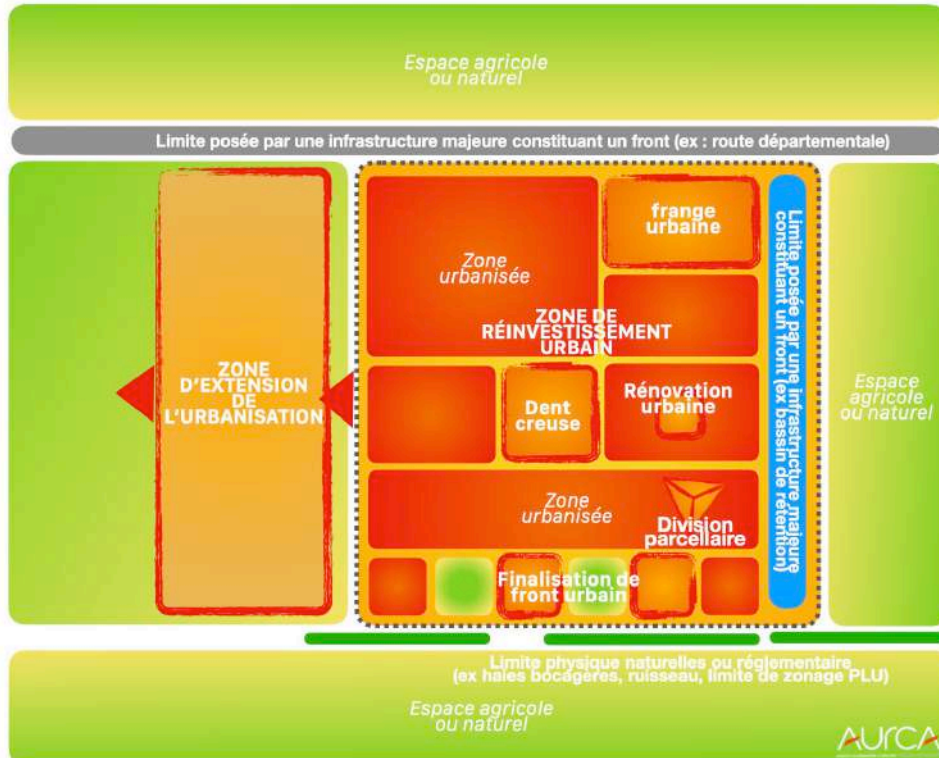 Espace agricole
ou naturel
Limite posée par une infrastructure majeure constituant un front (ex : route départementale)
frange
urbaine
Zone
urbanisée
ZONE DE
RÉINVESTISSEMENT
URBAIN
ZONE
D'EXTENSION
DE
L'URBANISATION
Dent
creuse
Rénovation
urbaine
Limite posée par une infrastructure majeure
constituant un front (ex bassin de rétention)
Espace
agricole
ou naturel
Zone
urbanisée
Division
parcellaire
Finalisation de
front urbain
Limite physique naturelles ou réglementaire
(ex haies bocagères, ruisseau, limite de zonage PLU)
Espace agricole
ou naturel
AURCA